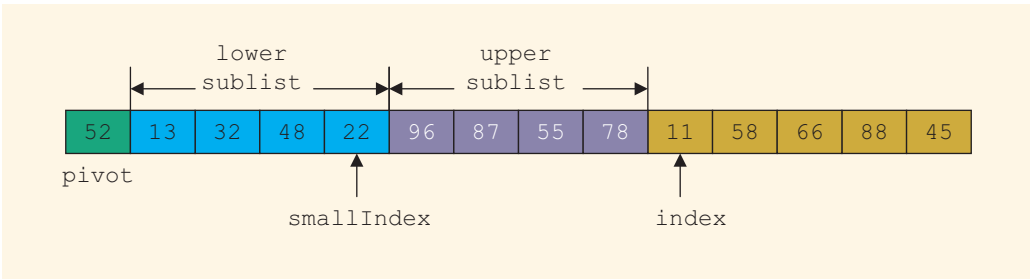 lower upper
sublist sublist
52 13 32 48 22 96 87 55 78 11 58 66 88 45
pivot
smallIndex index